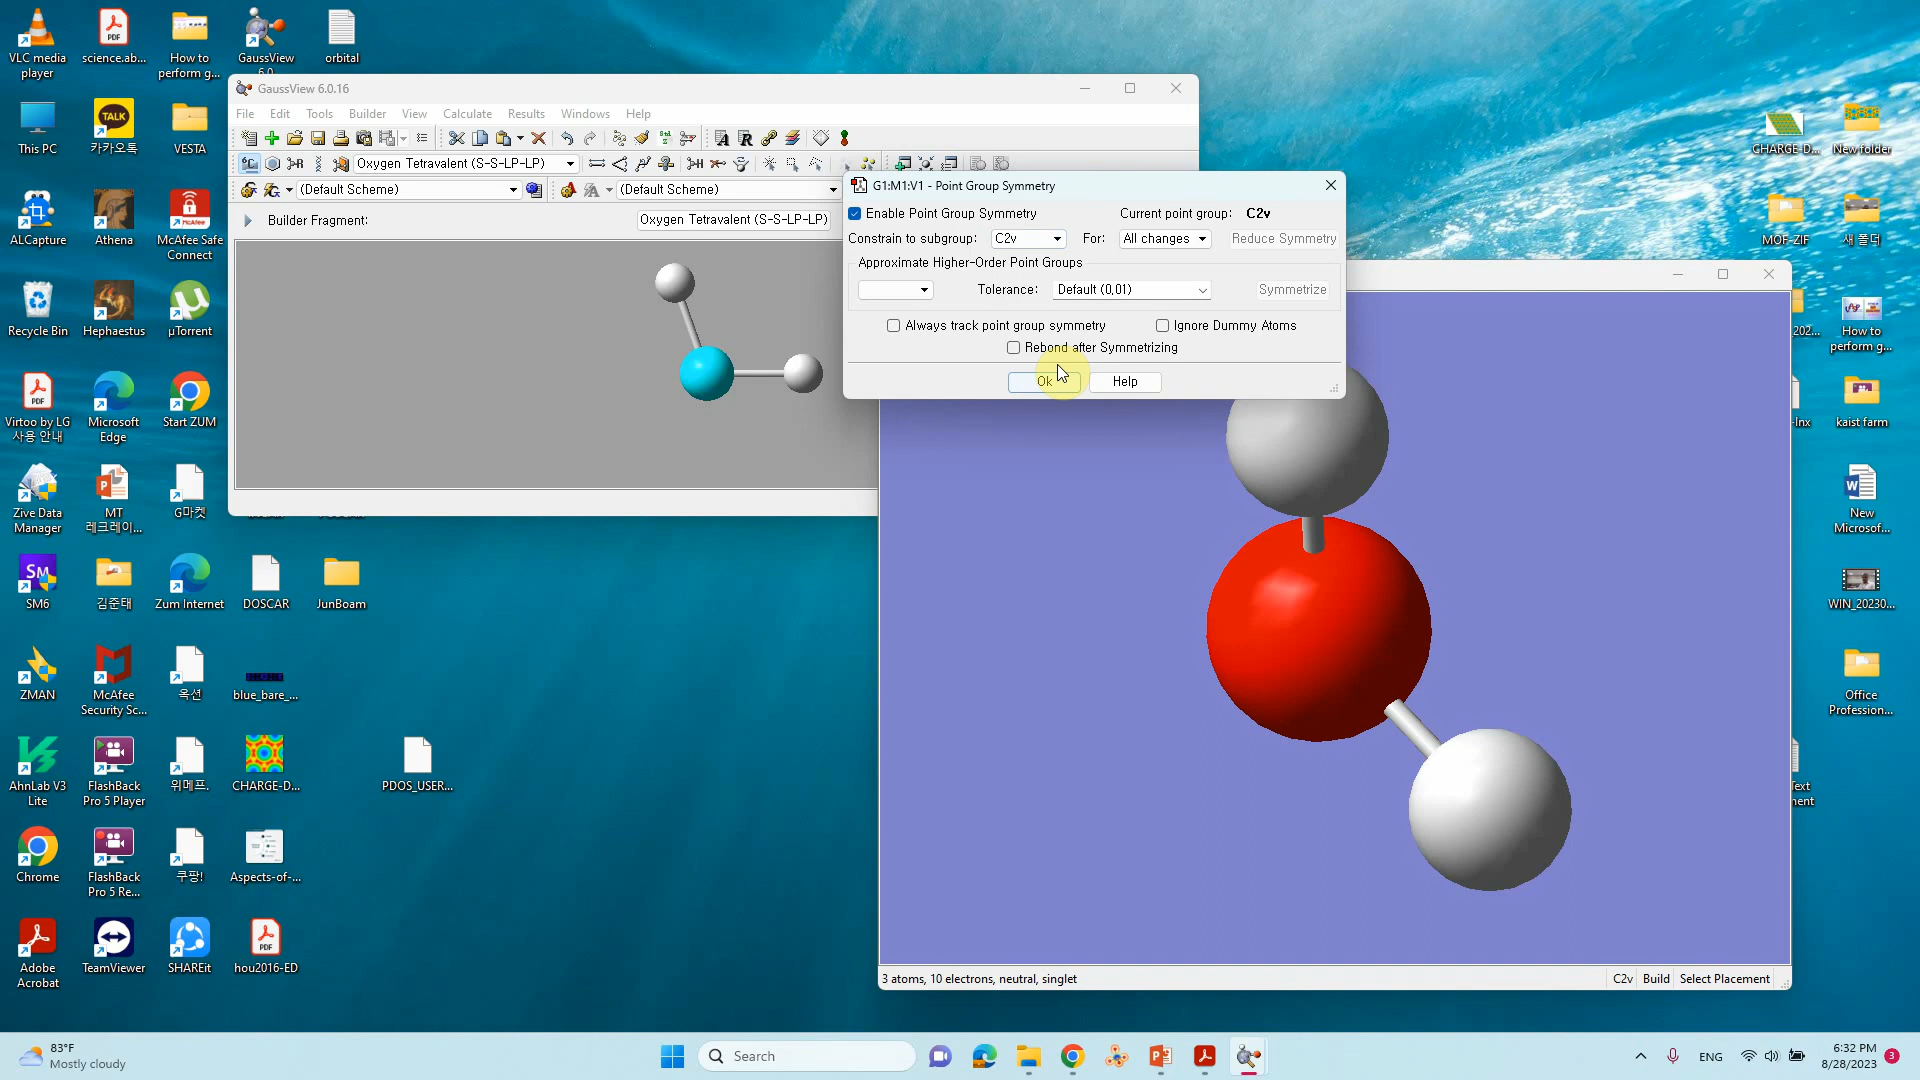 VLC media
player
science.ab...
How to
perform g...
GaussView
6.0
orbital
This PC
카카오톡
VESTA
ALCapture
Athena
McAfee Safe
Connect
Recycle Bin
Hephaestus
µTorrent
Virtoo by LG
사용 안내
Microsoft
Edge
Start ZUM
Zive Data
Manager
MT
레크레이...
G마켓
SM6
김준태
Zum Internet
DOSCAR
JunBoam
ZMAN
McAfee
Security Sc...
옥션
blue_bare_...
AhnLab V3
Lite
FlashBack
Pro 5 Player
위메프.
CHARGE-D...
PDOS_USER...
Chrome
FlashBack
Pro 5 Re...
쿠팡!
Aspects-of-...
Adobe
Acrobat
TeamViewer
SHAREit
hou2016-ED
GaussView 6.0.16
File Edit Tools Builder View Calculate Results Windows Help
Oxygen Tetravalent (S-S-LP-LP)
(Default Scheme)
(Default Scheme)
Builder Fragment:
Oxygen Tetravalent (S-S-LP-LP)
G1:M1:V1 - Point Group Symmetry
Enable Point Group Symmetry
Current point group: C2v
Constrain to subgroup: C2v For: All changes Reduce Symmetry
Approximate Higher-Order Point Groups
Tolerance: Default (0,01) Symmetrize
Always track point group symmetry
Ignore Dummy Atoms
Rebond after Symmetrizing
Ok
Help
3 atoms, 10 electrons, neutral, singlet
C2v Build Select Placement
CHARGE-D...
New folder
MOF-ZIF
새 폴더
How to
perform g...
kaist farm
New
Microsof...
WIN_20230...
Office
Profession...
83°F
Mostly cloudy
Search
ENG
6:32 PM
8/28/2023
3